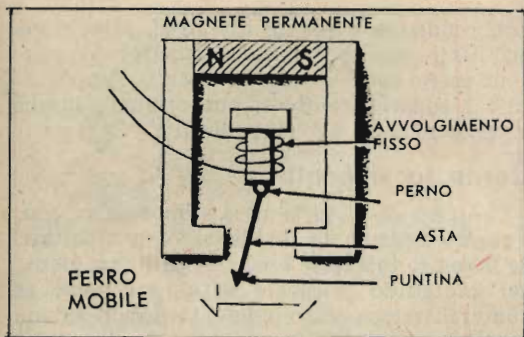 MAGNETE PERMANENTE
N S
AVVOLGIMENTO
FISSO
PERNO
ASTA
PUNTINA
FERRO
MOBILE